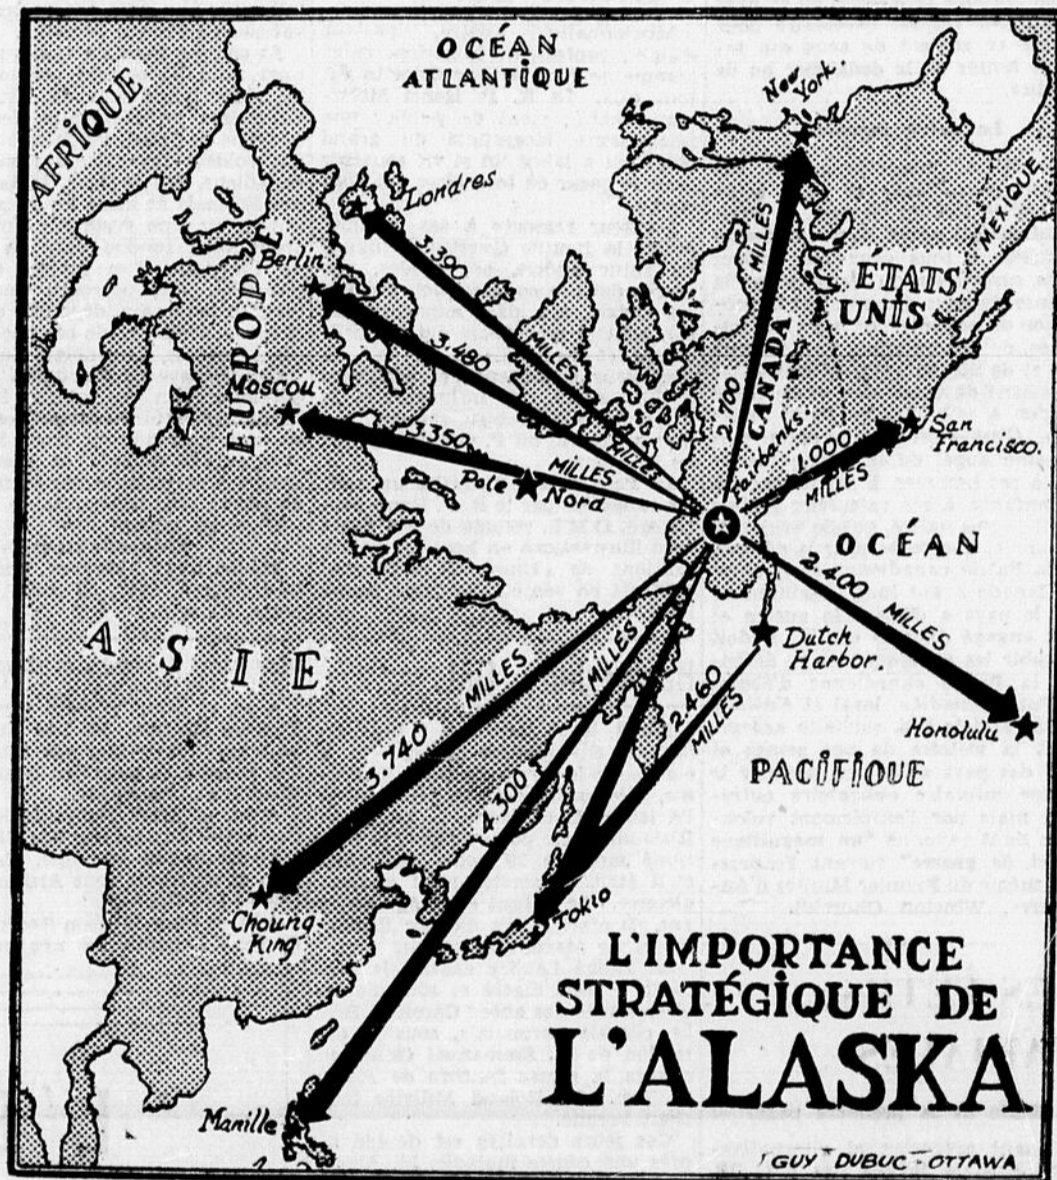 OCÉAN
ATLANTIQUE
AFRIQUE
New
York
MEXIQUE
Londres
3.390
MILLES
MILLES
Berlin
EUROPE
ETATS
UNIS
3.480
MILLES
CANADA
2.700
Moscou
3.350
MILLES
Pole Nord
Fairbanks
1.000
MILLES
San
Francisco.
OCÉAN
2.400
MILLES
ASIE
Dutch
Harbor.
Honolulu
3.740
MILLES
4.300
MILLES
2.460
MILLES
PACIFIQUE
Choung-
King
Tokio
Manille
L'IMPORTANCE
STRATÉGIQUE DE
L'ALASKA
GUY DUBUC - OTTAWA